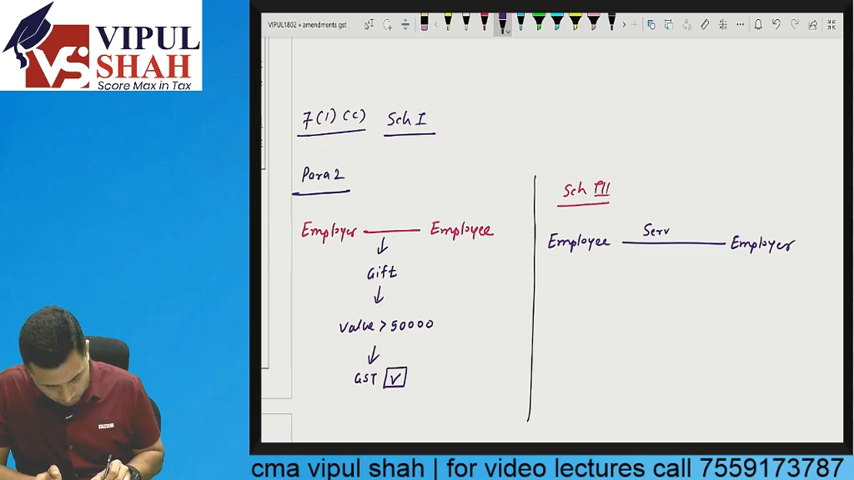 VIPUL
SHAH
Score Max in Tax
VIPUL1802 + amendments gst
7(1)(c) Sch I
Para 2
Employer Employee
Gift
Value > 50000
GST ✓
Sch III
Employee Serv Employer
cma vipul shah | for video lectures call 7559173787